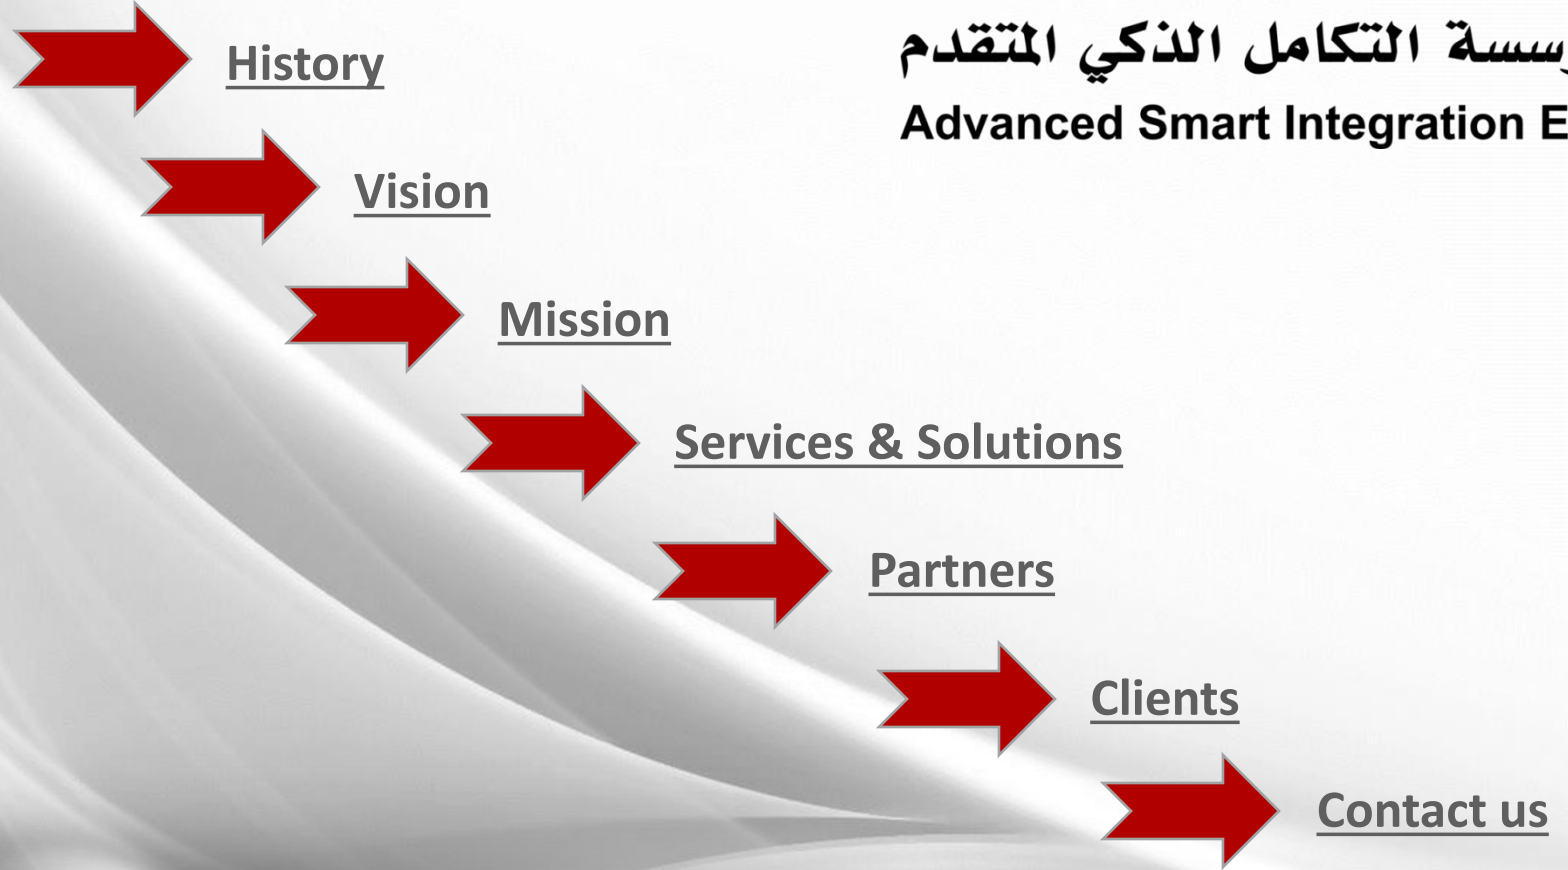 التكامل الذكي المتقدم
Advanced Smart Integration
History
Vision
Mission
Services & Solutions
Partners
Clients
Contact us